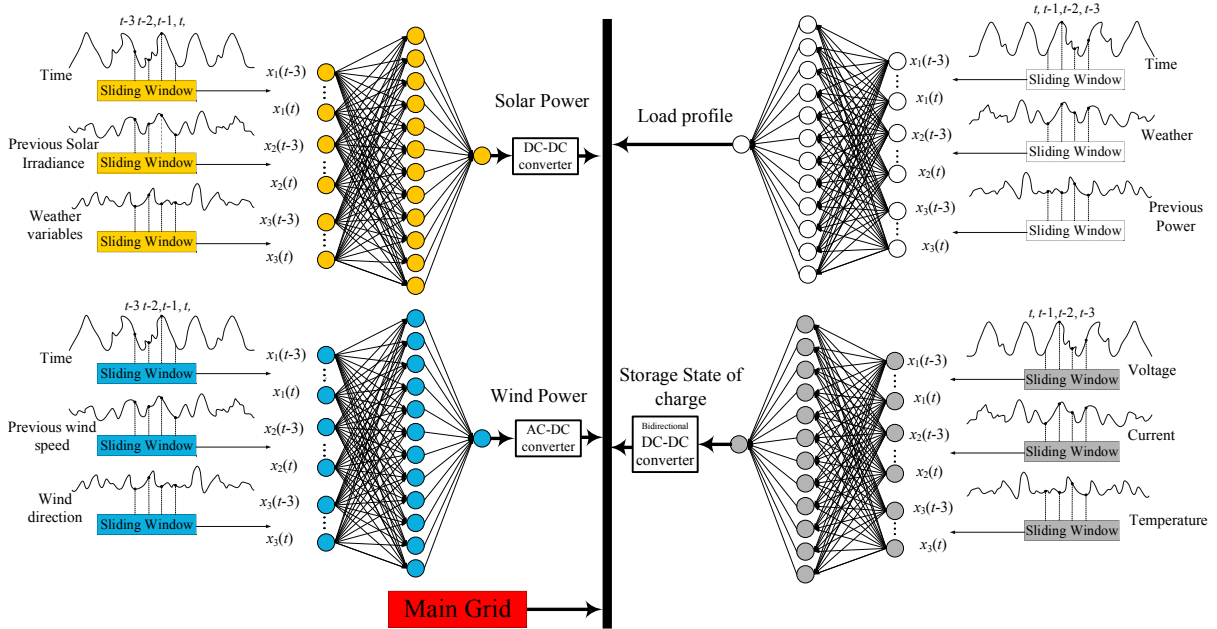 t-3 t-2, t-1, t,
Time
Sliding Window
Previous Solar
Irradiance
Sliding Window
Weather
variables
Sliding Window
x₁(t-3)
x₁(t)
x₂(t-3)
x₂(t)
x₃(t-3)
x₃(t)
Solar Power
DC-DC
converter
Load profile
t, t-1, t-2, t-3
x₁(t-3)
x₁(t)
x₂(t-3)
x₂(t)
x₃(t-3)
x₃(t)
Time
Sliding Window
Weather
Sliding Window
Previous
Power
Sliding Window
t-3 t-2, t-1, t,
Time
Sliding Window
Previous wind
speed
Sliding Window
Wind
direction
Sliding Window
x₁(t-3)
x₁(t)
x₂(t-3)
x₂(t)
x₃(t-3)
x₃(t)
Wind Power
AC-DC
converter
Storage State of
charge
Bidirectional
DC-DC
converter
t, t-1, t-2, t-3
x₁(t-3)
x₁(t)
x₂(t-3)
x₂(t)
x₃(t-3)
x₃(t)
Voltage
Sliding Window
Current
Sliding Window
Temperature
Sliding Window
Main Grid